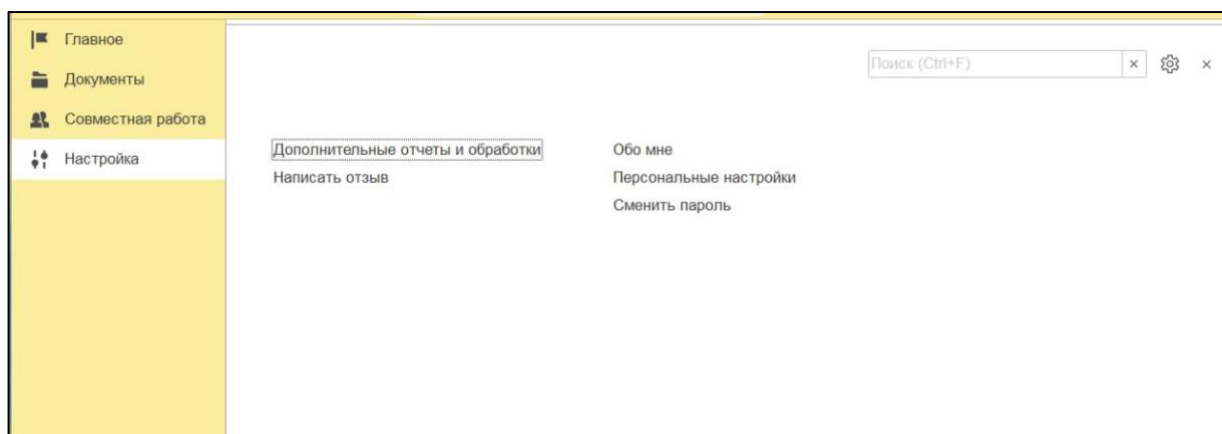 Главное
Документы
Совместная работа
Настройка
Поиск (Ctrl+F)
Дополнительные отчеты и обработки
Написать отзыв
Обо мне
Персональные настройки
Сменить пароль